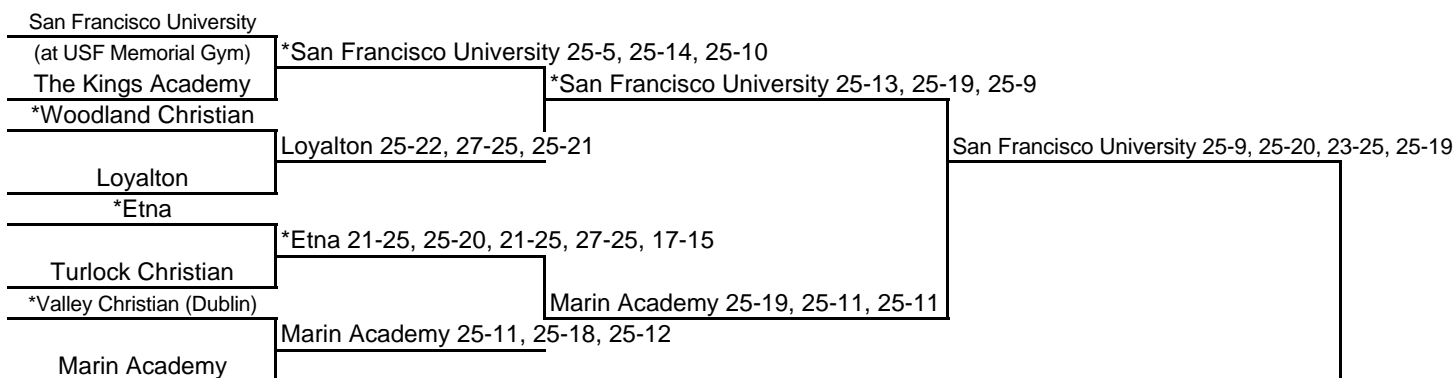 San Francisco University
(at USF Memorial Gym)
*San Francisco University 25-5, 25-14, 25-10
The Kings Academy
*San Francisco University 25-13, 25-19, 25-9
*Woodland Christian
Loyalton 25-22, 27-25, 25-21
San Francisco University 25-9, 25-20, 23-25, 25-19
Loyalton
*Etna
*Etna 21-25, 25-20, 21-25, 27-25, 17-15
Turlock Christian
*Valley Christian (Dublin)
Marin Academy 25-19, 25-11, 25-11
Marin Academy 25-11, 25-18, 25-12
Marin Academy